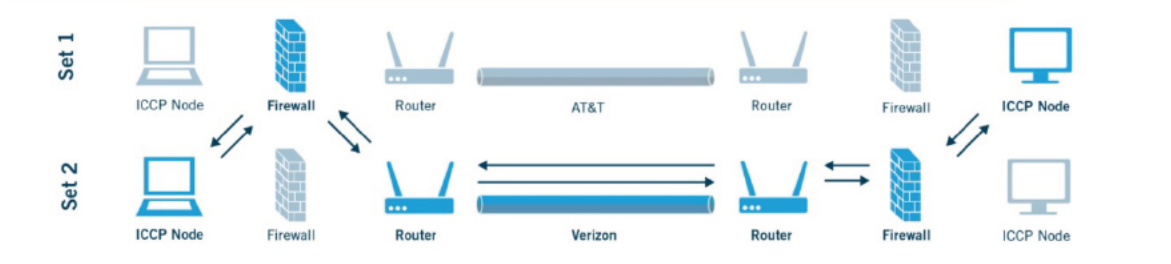 Set 1
ICCP Node
Firewall
Router
AT&T
Router
Firewall
ICCP Node
Set 2
ICCP Node
Firewall
Router
Verizon
Router
Firewall
ICCP Node